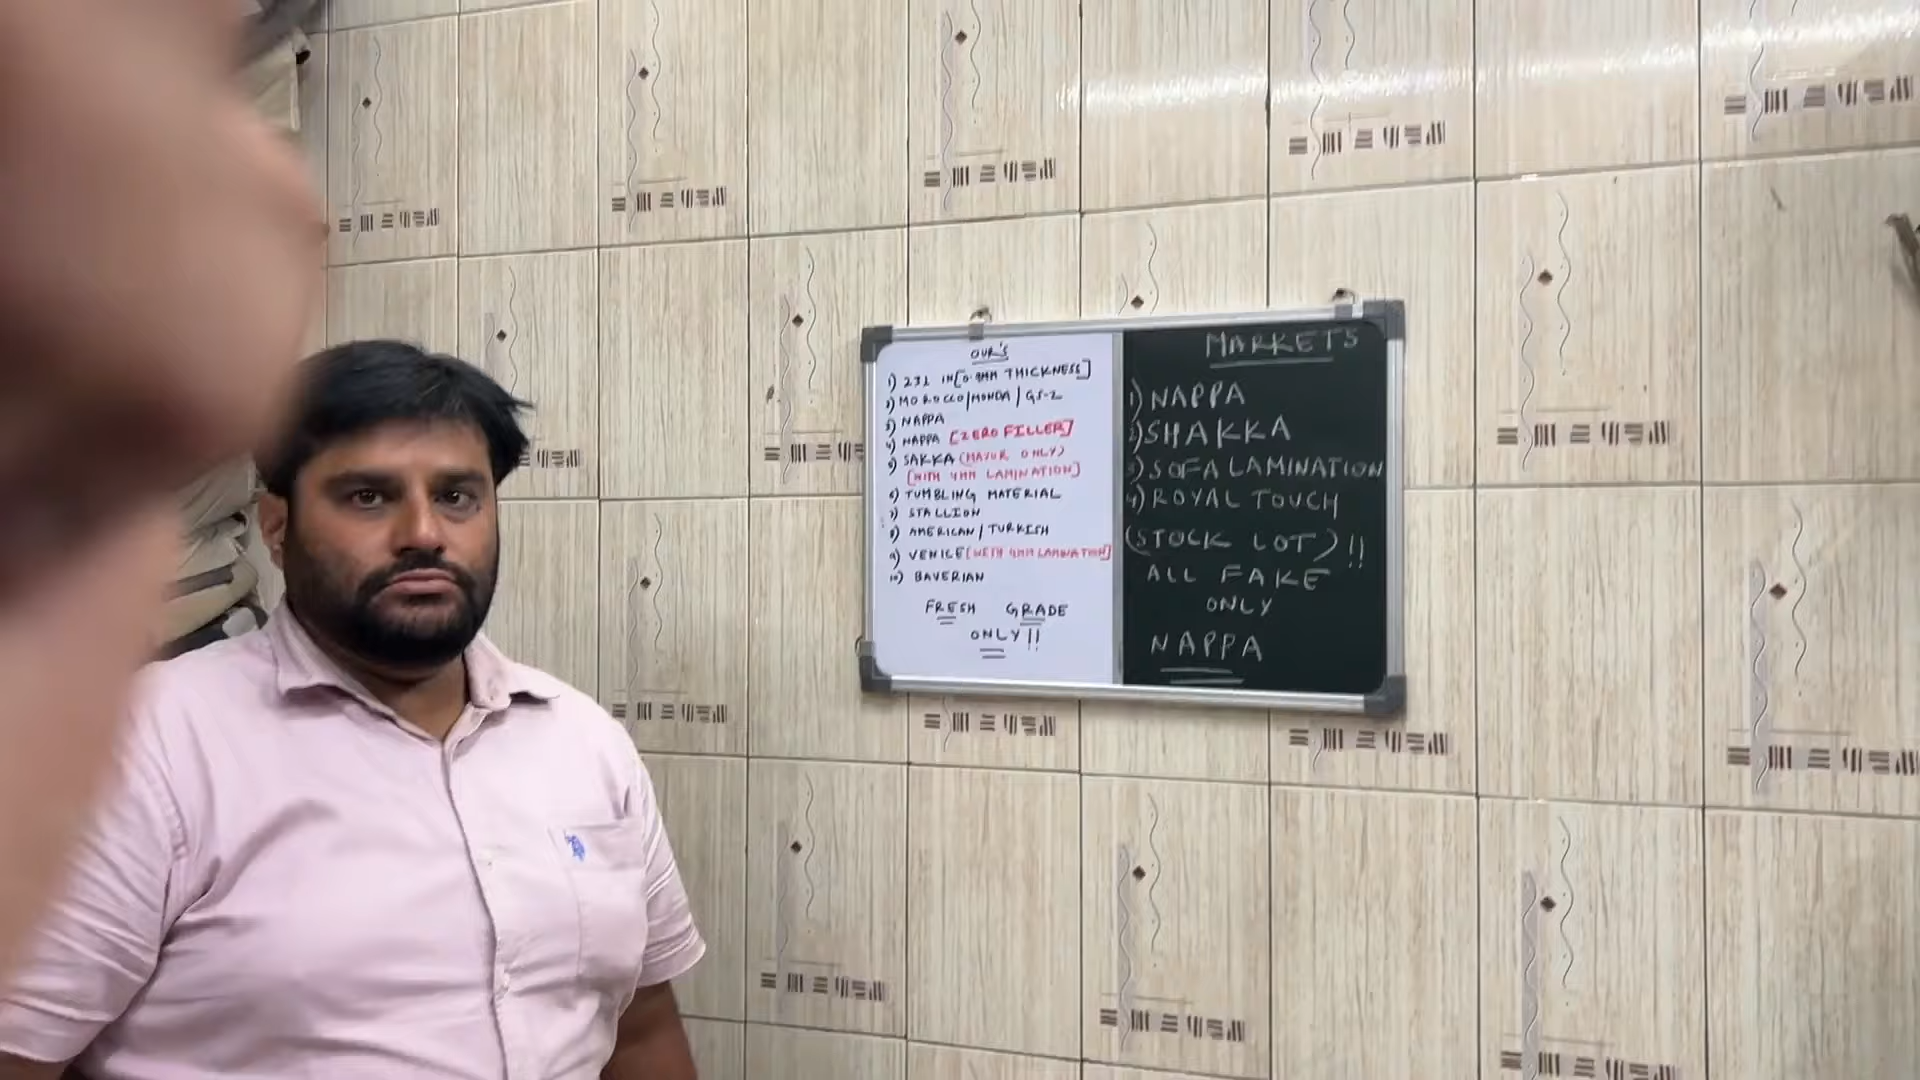 OUR'S
1) 231 IN [0.9MM THICKNESS]
2) MOROCCO/MONDA/GS-2
3) NAPPA
4) NAPPA [ZERO FILLER]
5) SAKKA (MAYUR ONLY)
[WITH 4MM LAMINATION]
6) TUMBLING MATERIAL
7) STALLION
8) AMERICAN/TURKISH
9) VENICE [WITH 4MM LAMINATION]
10) BAVERIAN
FRESH GRADE
ONLY!!
MARKETS
1) NAPPA
2) SHAKKA
3) SOFA LAMINATION
4) ROYAL TOUCH
(STOCK LOT)!!
ALL FAKE
ONLY
NAPPA